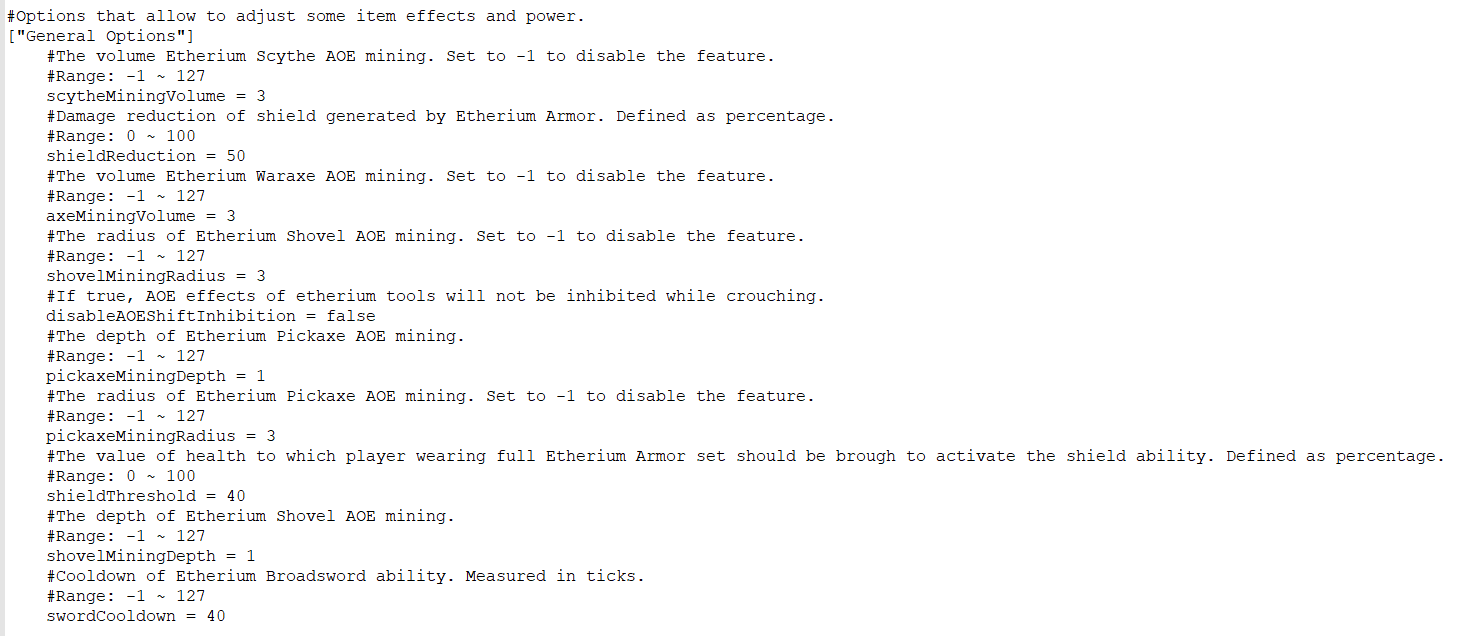 #Options that allow to adjust some item effects and power.
["General Options"]
#The volume Etherium Scythe AOE mining. Set to -1 to disable the feature.
#Range: -1 ~ 127
scytheMiningVolume = 3
#Damage reduction of shield generated by Etherium Armor. Defined as percentage.
#Range: 0 ~ 100
shieldReduction = 50
#The volume Etherium Waraxe AOE mining. Set to -1 to disable the feature.
#Range: -1 ~ 127
axeMiningVolume = 3
#The radius of Etherium Shovel AOE mining. Set to -1 to disable the feature.
#Range: -1 ~ 127
shovelMiningRadius = 3
#If true, AOE effects of etherium tools will not be inhibited while crouching.
disableAOEShiftInhibition = false
#The depth of Etherium Pickaxe AOE mining.
#Range: -1 ~ 127
pickaxeMiningDepth = 1
#The radius of Etherium Pickaxe AOE mining. Set to -1 to disable the feature.
#Range: -1 ~ 127
pickaxeMiningRadius = 3
#The value of health to which player wearing full Etherium Armor set should be brough to activate the shield ability. Defined as percentage.
#Range: 0 ~ 100
shieldThreshold = 40
#The depth of Etherium Shovel AOE mining.
#Range: -1 ~ 127
shovelMiningDepth = 1
#Cooldown of Etherium Broadsword ability. Measured in ticks.
#Range: -1 ~ 127
swordCooldown = 40